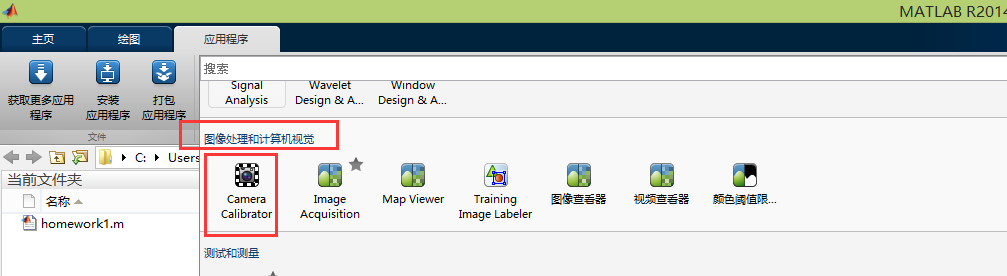 MATLAB R2014
主页 绘图 应用程序
搜索
获取更多应用程序
安装应用程序
打包应用程序
文件
Signal Analysis
Wavelet Design & A...
Window Design & A...
图像处理和计算机视觉
C: Users
当前文件夹
名称
homework1.m
Camera Calibrator
Image Acquisition
Map Viewer
Training Image Labeler
图像查看器
视频查看器
颜色阈值限...
测试和测量